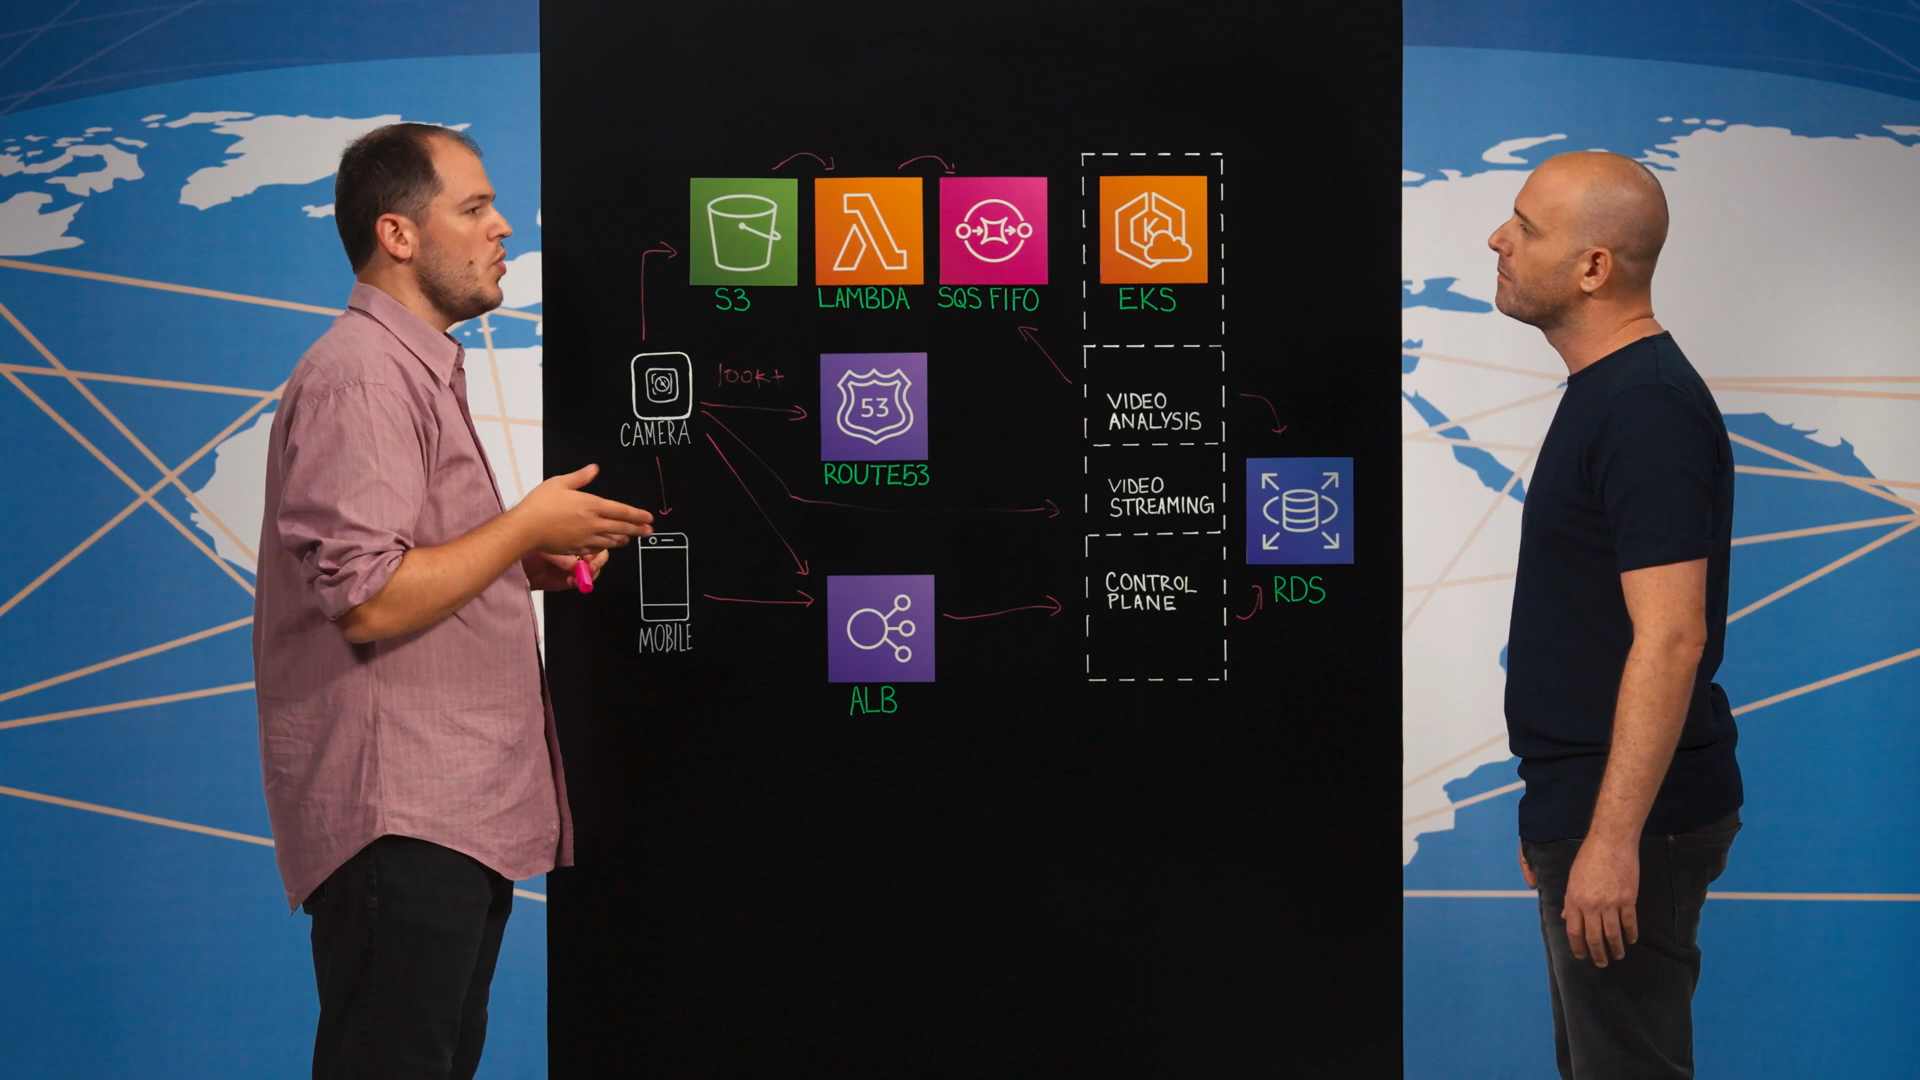 S3
LAMBDA
SQS FIFO
K
EKS
100K+
53
CAMERA
ROUTE53
VIDEO
ANALYSIS
VIDEO
STREAMING
CONTROL
PLANE
RDS
MOBILE
ALB